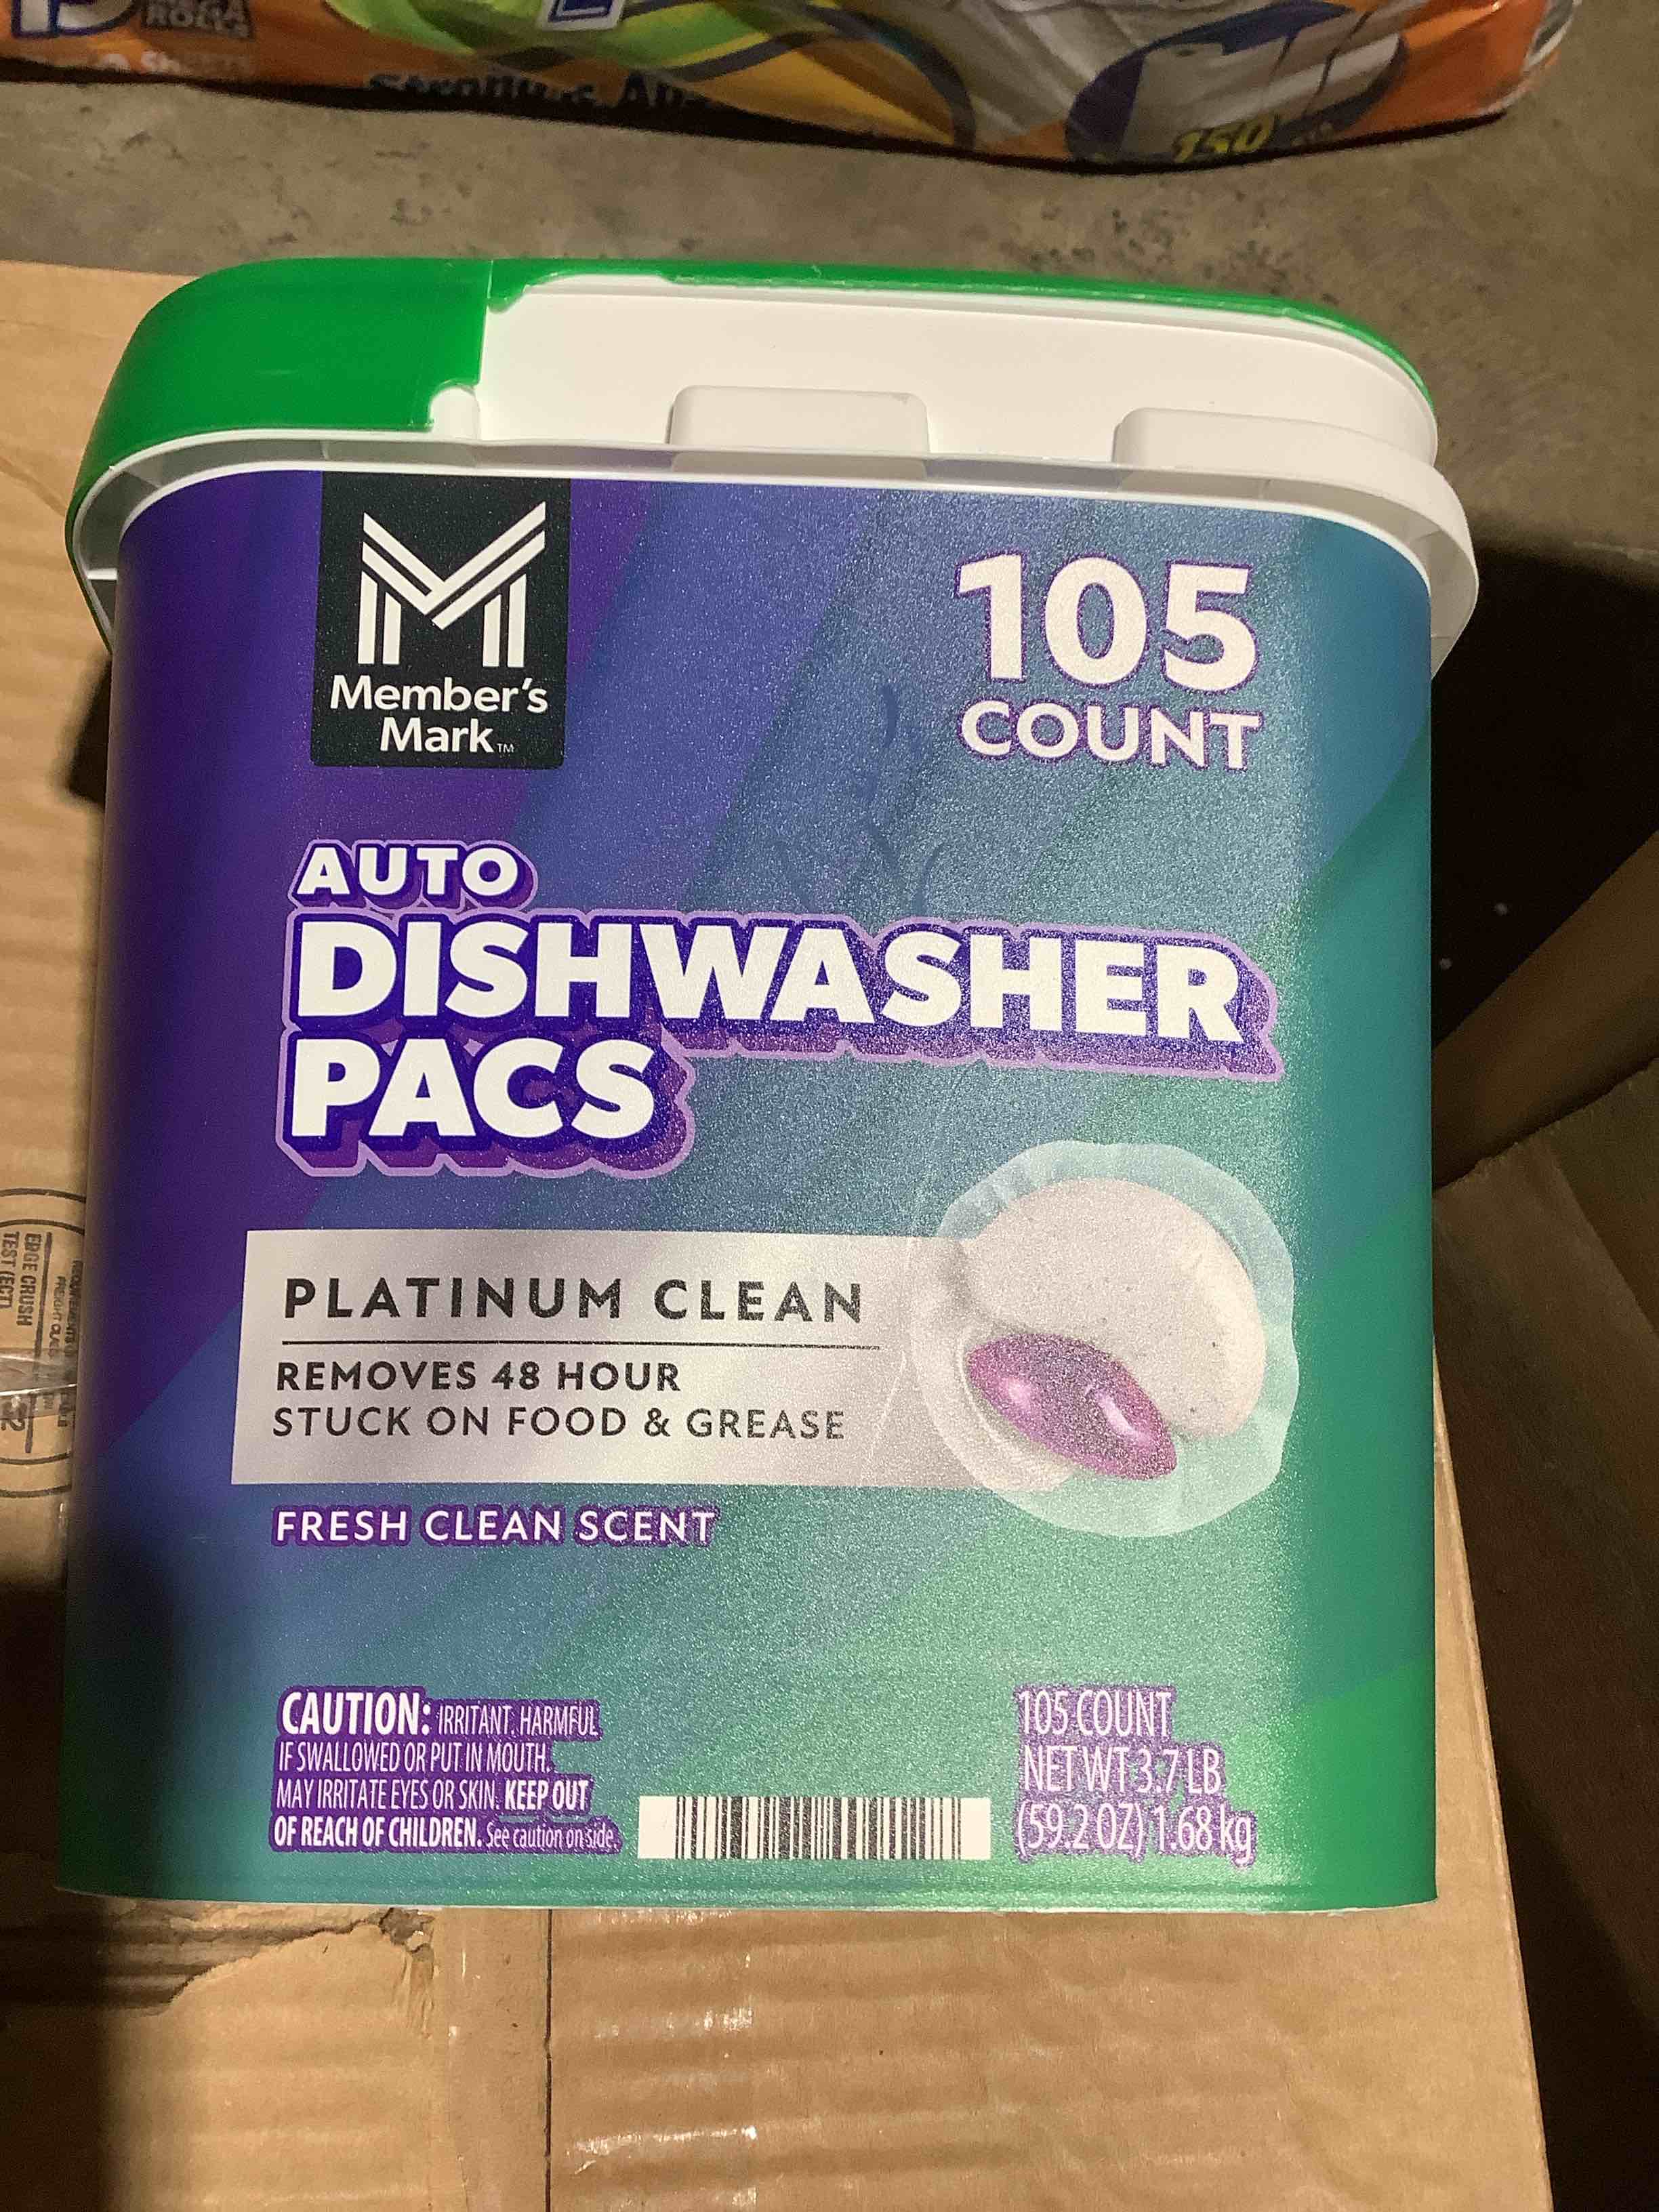 ROLLS
150
Member's
Mark™
105
COUNT
AUTO
DISHWASHER
PACS
PLATINUM CLEAN
REMOVES 48 HOUR
STUCK ON FOOD & GREASE
FRESH CLEAN SCENT
CAUTION: IRRITANT. HARMFUL
IF SWALLOWED OR PUT IN MOUTH.
MAY IRRITATE EYES OR SKIN. KEEP OUT
OF REACH OF CHILDREN. See caution on side.
105 COUNT
NET WT 3.7 LB
(59.2 OZ) 1.68 kg
EDGE CRUSH
TEST (ECT)
32